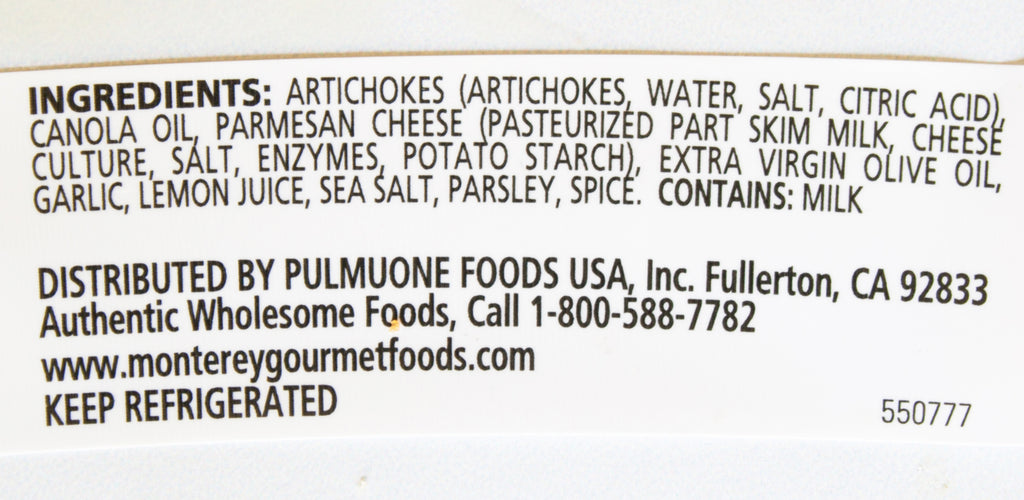 INGREDIENTS: ARTICHOKES (ARTICHOKES, WATER, SALT, CITRIC ACID),
CANOLA OIL, PARMESAN CHEESE (PASTEURIZED PART SKIM MILK, CHEESE
CULTURE, SALT, ENZYMES, POTATO STARCH), EXTRA VIRGIN OLIVE OIL,
GARLIC, LEMON JUICE, SEA SALT, PARSLEY, SPICE. CONTAINS: MILK
DISTRIBUTED BY PULMUONE FOODS USA, Inc. Fullerton, CA 92833
Authentic Wholesome Foods, Call 1-800-588-7782
www.montereygourmetfoods.com
KEEP REFRIGERATED
550777